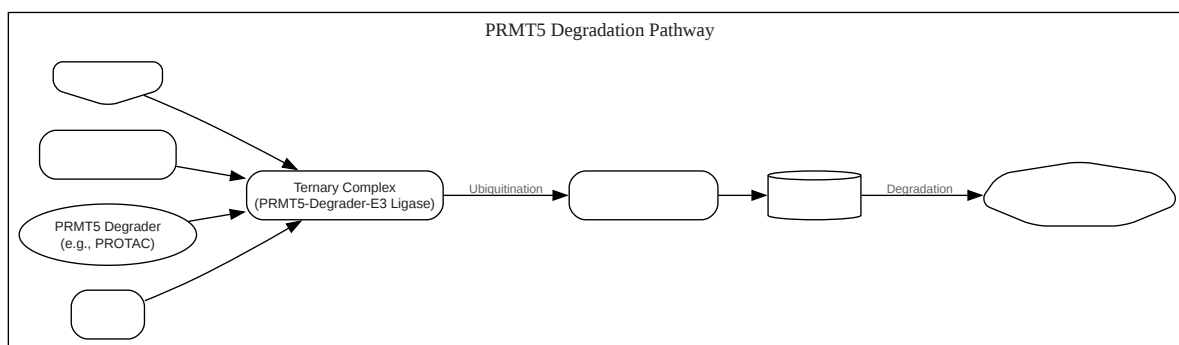 PRMT5 Degradation Pathway
PRMT5 Degrader
(e.g., PROTAC)
Ternary Complex
(PRMT5-Degrader-E3 Ligase)
Ubiquitination
Degradation